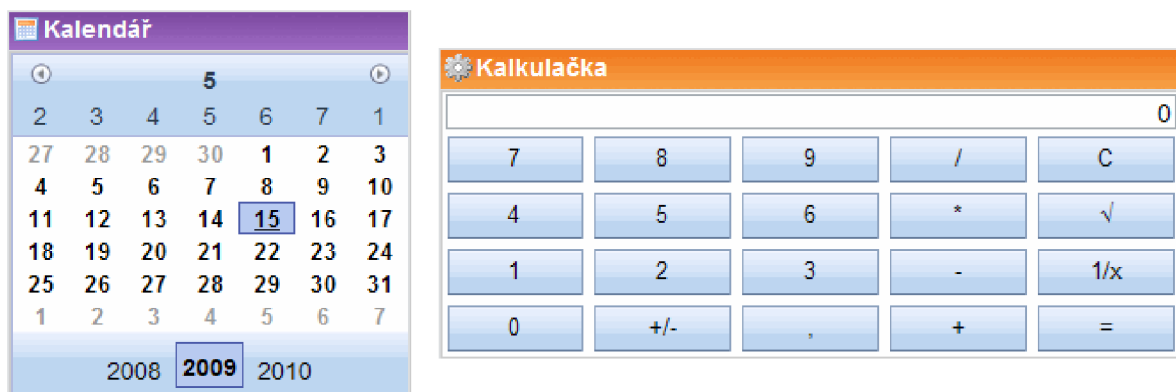 Kalendář
5
2 3 4 5 6 7 1
27 28 29 30 1 2 3
4 5 6 7 8 9 10
11 12 13 14 15 16 17
18 19 20 21 22 23 24
25 26 27 28 29 30 31
1 2 3 4 5 6 7
2008 2009 2010
Kalkulačka
0
7 8 9 / C
4 5 6 * √
1 2 3 - 1/x
0 +/- , + =